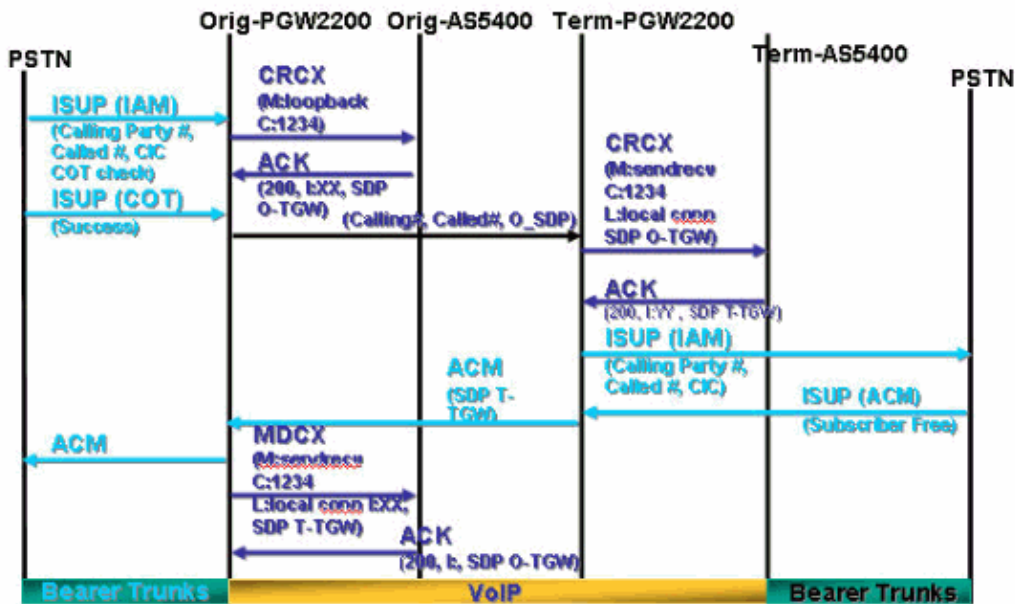 Orig-PGW2200 Orig-AS5400 Term-PGW2200
Term-AS5400
PSTN
PSTN
ISUP (IAM)
(Calling Party #,
Called #, CIC
COT check)
CRCX
(M:loopback
C:1234)
ACK
(200, I:XX, SDP
O-TGW)
ISUP (COT)
(Success)
(Calling#, Called#, O_SDP)
CRCX
(M:sendrecv
C:1234
L:local conn
SDP O-TGW)
ACK
(200, I:YY , SDP T-TGW)
ISUP (IAM)
(Calling Party #,
Called #, CIC)
ISUP (ACM)
(Subscriber Free)
ACM
(SDP T-
TGW)
ACM
MDCX
(M:sendrecv
C:1234
L:local conn I:XX,
SDP T-TGW)
ACK
(200, I:, SDP O-TGW)
Bearer Trunks
VoIP
Bearer Trunks